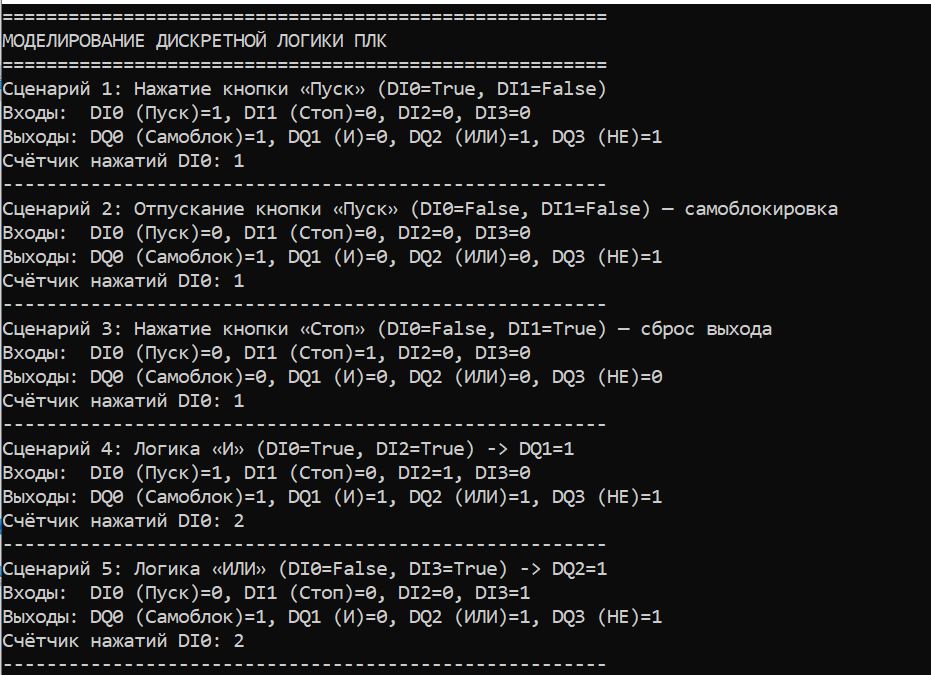 =======================================================
МОДЕЛИРОВАНИЕ ДИСКРЕТНОЙ ЛОГИКИ ПЛК
=======================================================
Сценарий 1: Нажатие кнопки «Пуск» (DI0=True, DI1=False)
Входы:  DI0 (Пуск)=1, DI1 (Стоп)=0, DI2=0, DI3=0
Выходы: DQ0 (Самоблок)=1, DQ1 (И)=0, DQ2 (ИЛИ)=1, DQ3 (НЕ)=1
Счётчик нажатий DI0: 1
-------------------------------------------------------
Сценарий 2: Отпускание кнопки «Пуск» (DI0=False, DI1=False) — самоблокировка
Входы:  DI0 (Пуск)=0, DI1 (Стоп)=0, DI2=0, DI3=0
Выходы: DQ0 (Самоблок)=1, DQ1 (И)=0, DQ2 (ИЛИ)=0, DQ3 (НЕ)=1
Счётчик нажатий DI0: 1
-------------------------------------------------------
Сценарий 3: Нажатие кнопки «Стоп» (DI0=False, DI1=True) — сброс выхода
Входы:  DI0 (Пуск)=0, DI1 (Стоп)=1, DI2=0, DI3=0
Выходы: DQ0 (Самоблок)=0, DQ1 (И)=0, DQ2 (ИЛИ)=0, DQ3 (НЕ)=0
Счётчик нажатий DI0: 1
-------------------------------------------------------
Сценарий 4: Логика «И» (DI0=True, DI2=True) -> DQ1=1
Входы:  DI0 (Пуск)=1, DI1 (Стоп)=0, DI2=1, DI3=0
Выходы: DQ0 (Самоблок)=1, DQ1 (И)=1, DQ2 (ИЛИ)=1, DQ3 (НЕ)=1
Счётчик нажатий DI0: 2
-------------------------------------------------------
Сценарий 5: Логика «ИЛИ» (DI0=False, DI3=True) -> DQ2=1
Входы:  DI0 (Пуск)=0, DI1 (Стоп)=0, DI2=0, DI3=1
Выходы: DQ0 (Самоблок)=1, DQ1 (И)=0, DQ2 (ИЛИ)=1, DQ3 (НЕ)=1
Счётчик нажатий DI0: 2
-------------------------------------------------------